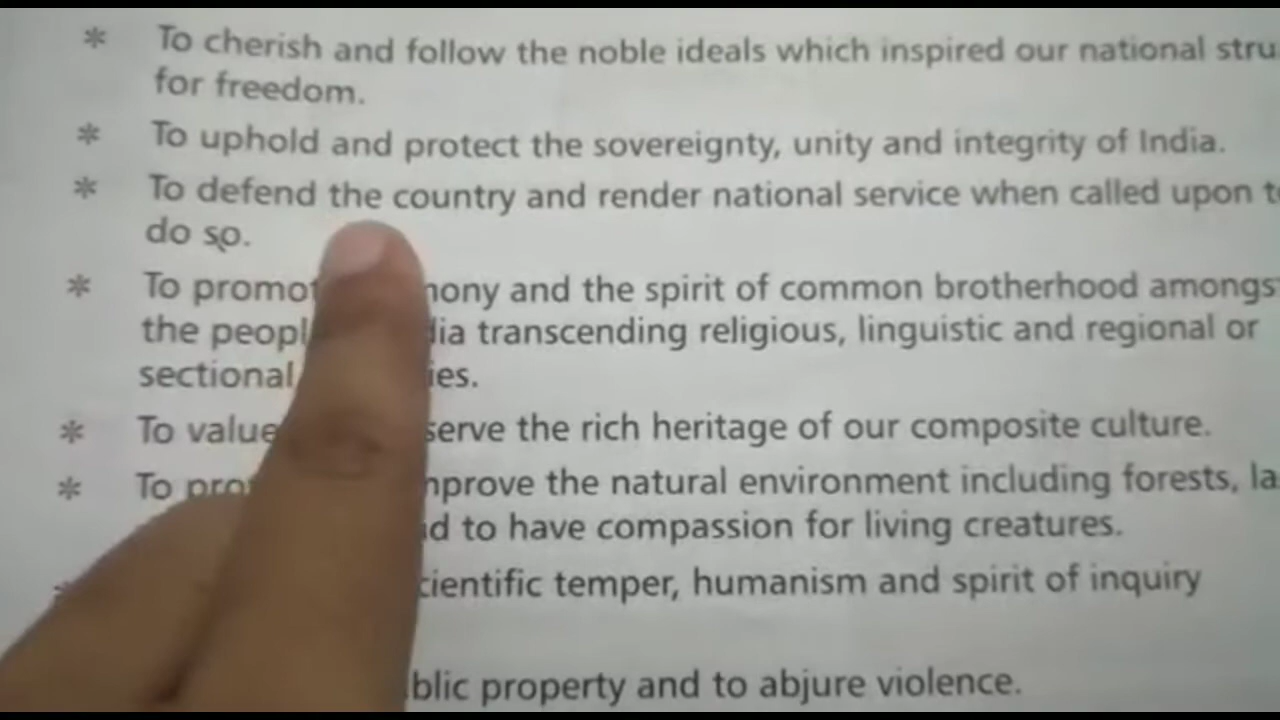 * To cherish and follow the noble ideals which inspired our national stru
for freedom.
* To uphold and protect the sovereignty, unity and integrity of India.
* To defend the country and render national service when called upon t
do so.
* To promot nony and the spirit of common brotherhood amongs
the peopl dia transcending religious, linguistic and regional or
sectional ies.
* To value serve the rich heritage of our composite culture.
* To pro mprove the natural environment including forests, la
d to have compassion for living creatures.
* cientific temper, humanism and spirit of inquiry
blic property and to abjure violence.